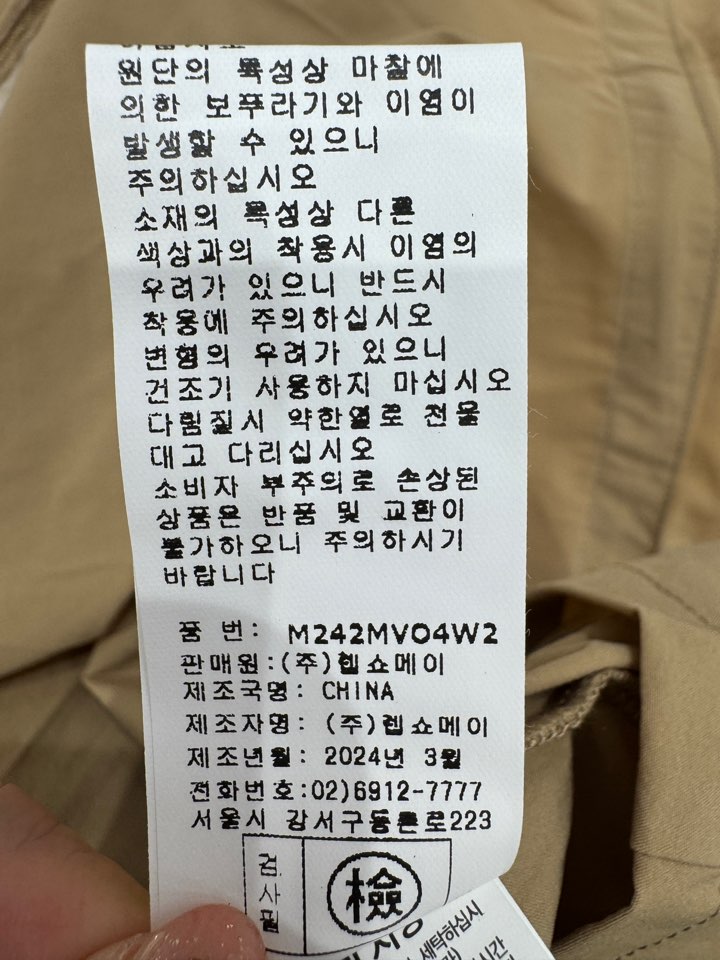 원단의 특성상 마찰에
의한 보푸라기와 이염이
발생할 수 있으니
주의하십시오
소재의 특성상 다른
색상과의 착용시 이염의
우려가 있으니 반드시
착용에 주의하십시오
변형의 우려가 있으니
건조기 사용하지 마십시오
다림질시 약한열로 천을
대고 다리십시오
소비자 부주의로 손상된
상품은 반품 및 교환이
불가하오니 주의하시기
바랍니다
품 번: M242MV04W2
판매원:(주)렙쇼메이
제조국명: CHINA
제조자명: (주)렙쇼메이
제조년월: 2024년 3월
전화번호:02)6912-7777
서울시 강서구등촌로223
검사필
檢
세탁하십시